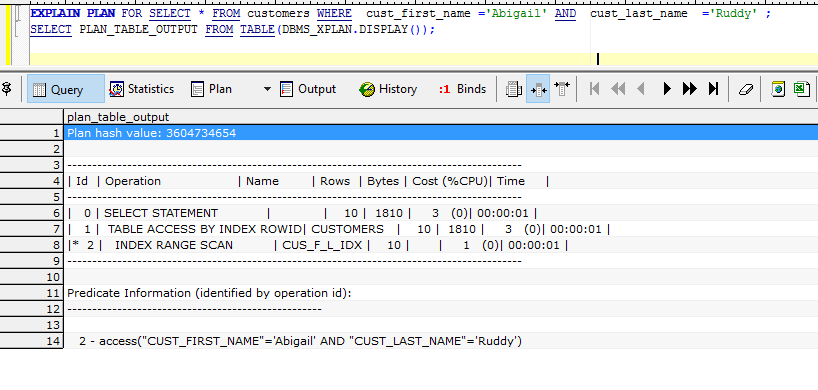 EXPLAIN PLAN FOR SELECT * FROM customers WHERE cust_first_name ='Abigail' AND cust_last_name ='Ruddy' ;
SELECT PLAN_TABLE_OUTPUT FROM TABLE(DBMS_XPLAN.DISPLAY());
Query Statistics Plan Output History :1 Binds
plan_table_output
1 Plan hash value: 3604734654
2
3 --------------------------------------------------------------------------------
4 | Id | Operation | Name | Rows | Bytes | Cost (%CPU)| Time |
5 --------------------------------------------------------------------------------
6 | 0 | SELECT STATEMENT | | 10 | 1810 | 3 (0)| 00:00:01 |
7 | 1 | TABLE ACCESS BY INDEX ROWID| CUSTOMERS | 10 | 1810 | 3 (0)| 00:00:01 |
8 |* 2 | INDEX RANGE SCAN | CUS_F_L_IDX | 10 | | 1 (0)| 00:00:01 |
9 --------------------------------------------------------------------------------
10
11 Predicate Information (identified by operation id):
12 ---------------------------------------------------
13
14 2 - access("CUST_FIRST_NAME"='Abigail' AND "CUST_LAST_NAME"='Ruddy')